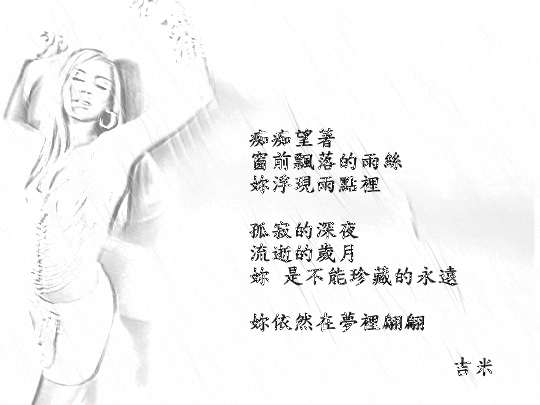 痴痴望著
窗前飄落的雨絲
妳浮現雨點裡
孤寂的深夜
流逝的歲月
妳 是不能珍藏的永遠
妳依然在夢裡翩翩
吉米